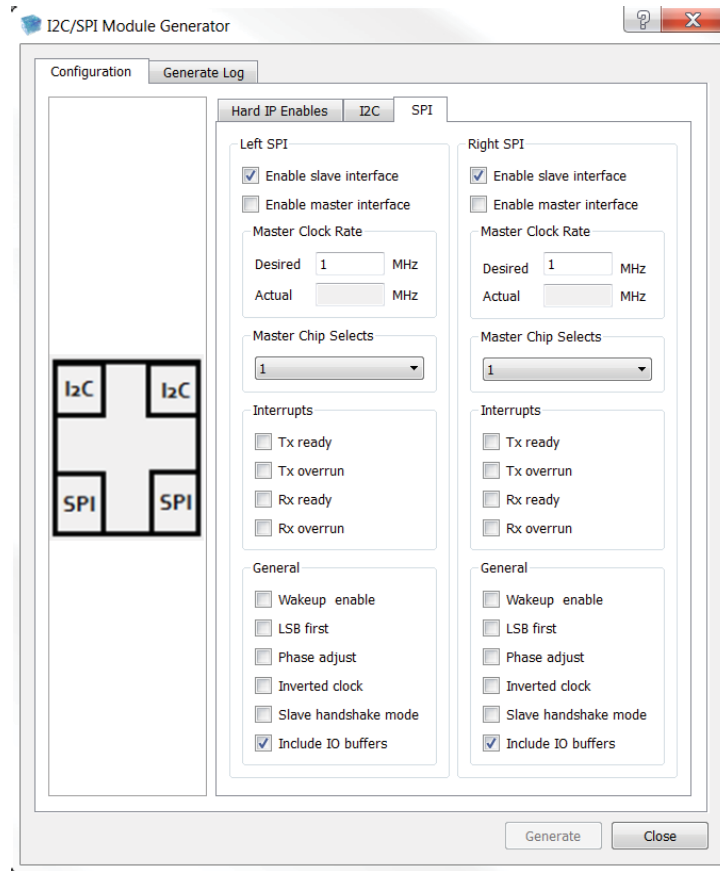 I2C/SPI Module Generator
?
X
Configuration
Generate Log
Hard IP Enables
I2C
SPI
I2C
I2C
SPI
SPI
Left SPI
Enable slave interface
Enable master interface
Master Clock Rate
Desired 1 MHz
Actual MHz
Master Chip Selects
1
Interrupts
Tx ready
Tx overrun
Rx ready
Rx overrun
General
Wakeup enable
LSB first
Phase adjust
Inverted clock
Slave handshake mode
Include IO buffers
Right SPI
Enable slave interface
Enable master interface
Master Clock Rate
Desired 1 MHz
Actual MHz
Master Chip Selects
1
Interrupts
Tx ready
Tx overrun
Rx ready
Rx overrun
General
Wakeup enable
LSB first
Phase adjust
Inverted clock
Slave handshake mode
Include IO buffers
Generate
Close